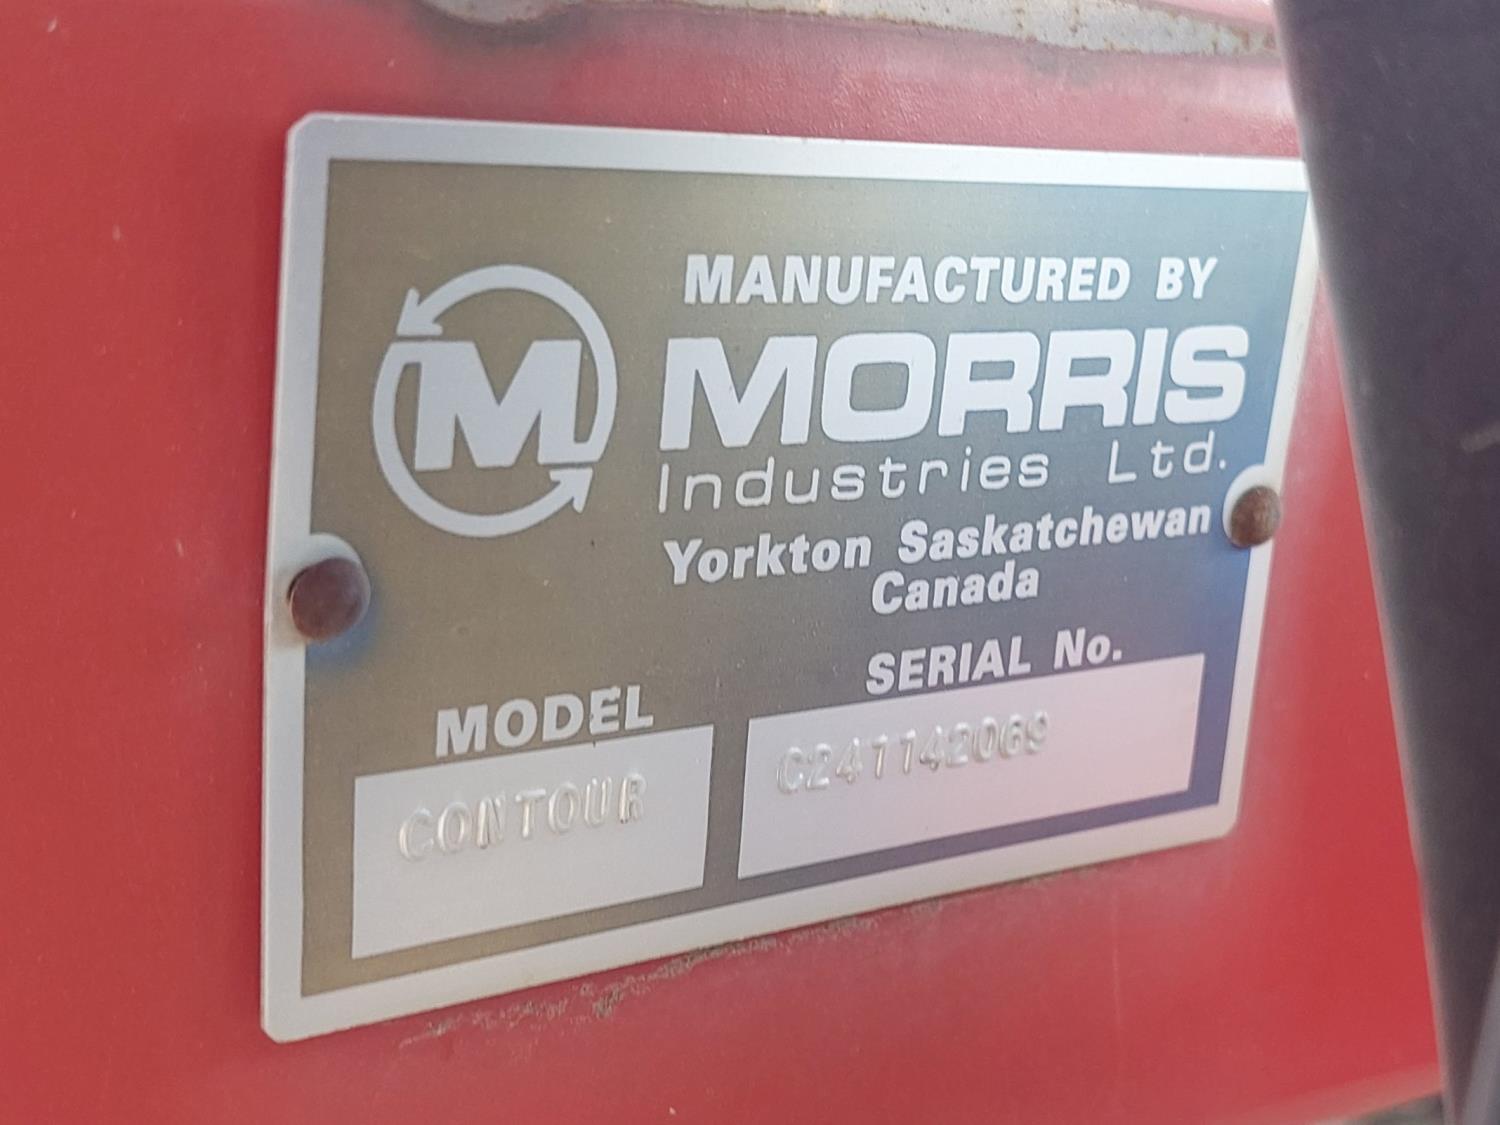 M
MANUFACTURED BY
MORRIS
Industries Ltd.
Yorkton Saskatchewan
Canada
MODEL
SERIAL No.
CONTOUR
C241142069